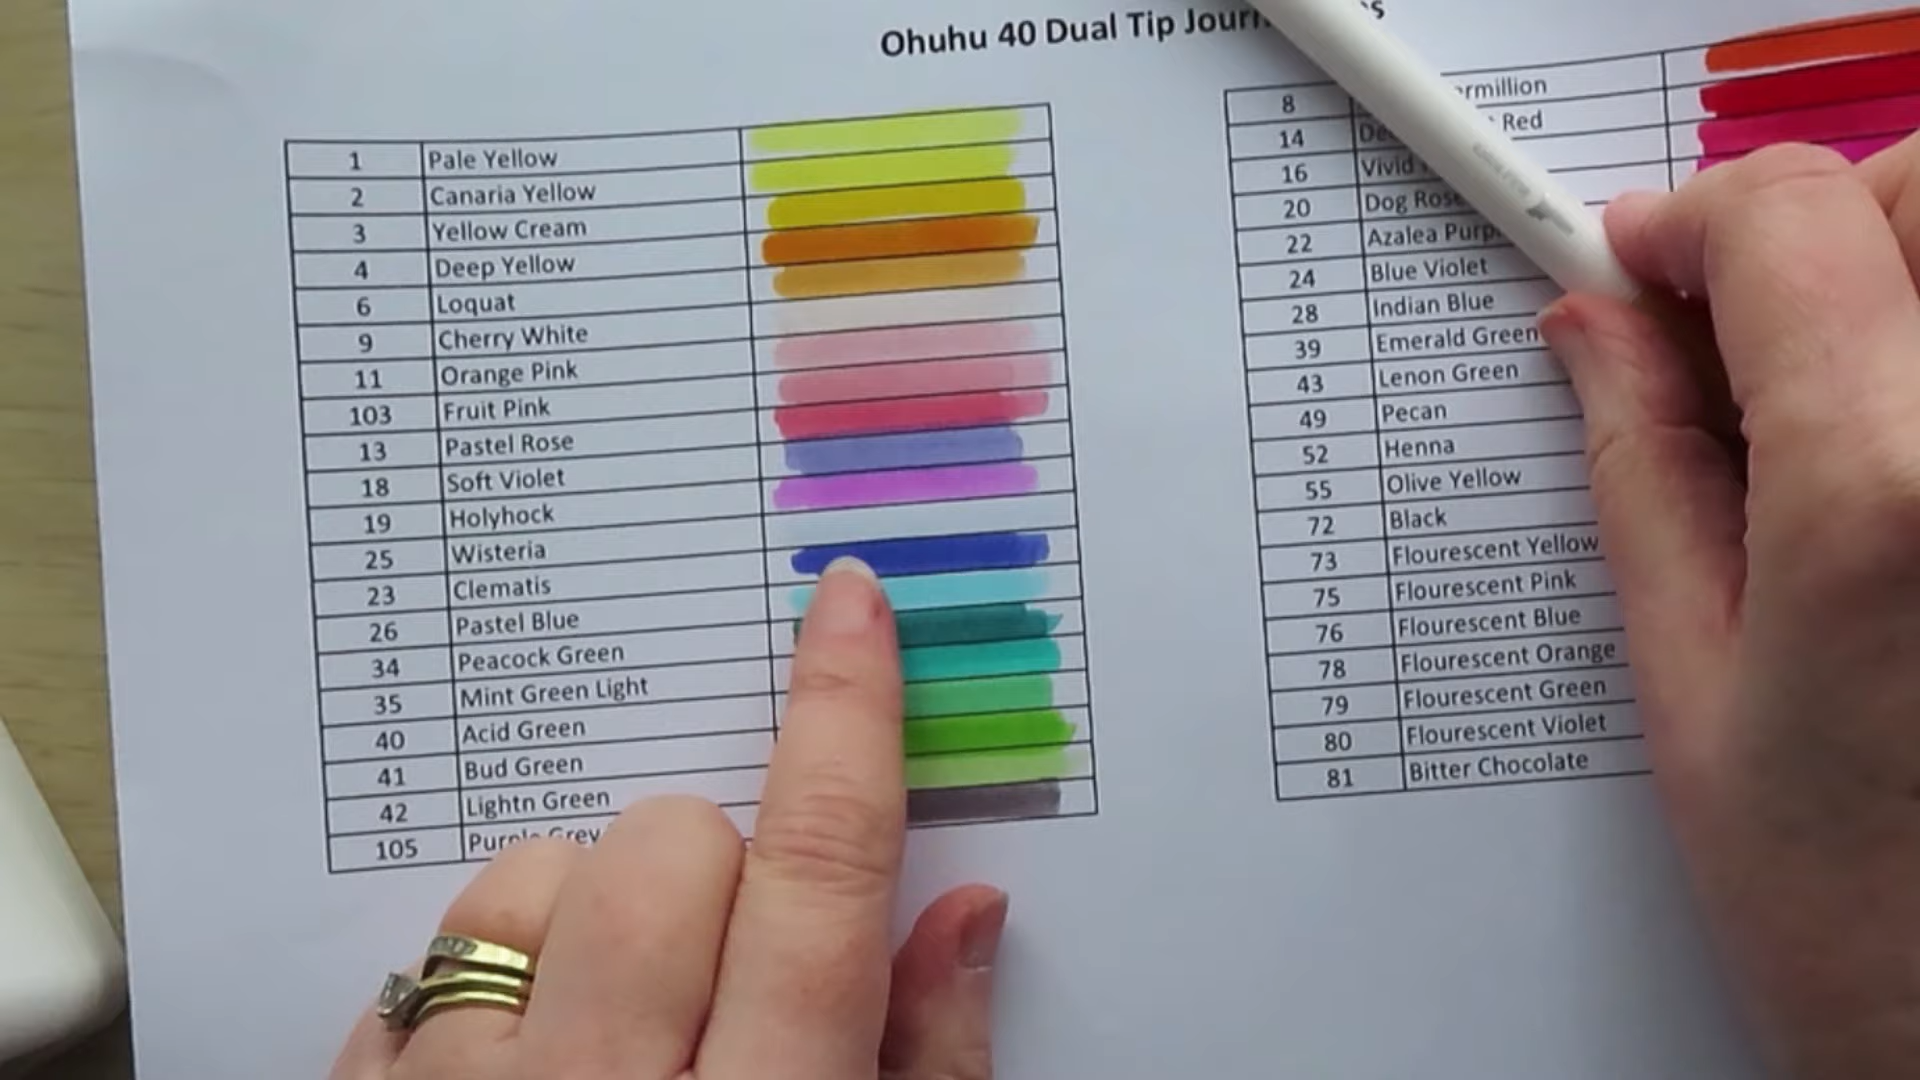 Ohuhu 40 Dual Tip
1 Pale Yellow
2 Canaria Yellow
3 Yellow Cream
4 Deep Yellow
6 Loquat
9 Cherry White
11 Orange Pink
103 Fruit Pink
13 Pastel Rose
18 Soft Violet
19 Holyhock
25 Wisteria
23 Clematis
26 Pastel Blue
34 Peacock Green
35 Mint Green Light
40 Acid Green
41 Bud Green
42 Lightn Green
105 Purple Grey
8
14 Red
16 Vivid
20 Dog Rose
22 Azalea
24 Blue Violet
28 Indian Blue
39 Emerald Green
43 Lenon Green
49 Pecan
52 Henna
55 Olive Yellow
72 Black
73 Flourescent Yellow
75 Flourescent Pink
76 Flourescent Blue
78 Flourescent Orange
79 Flourescent Green
80 Flourescent Violet
81 Bitter Chocolate